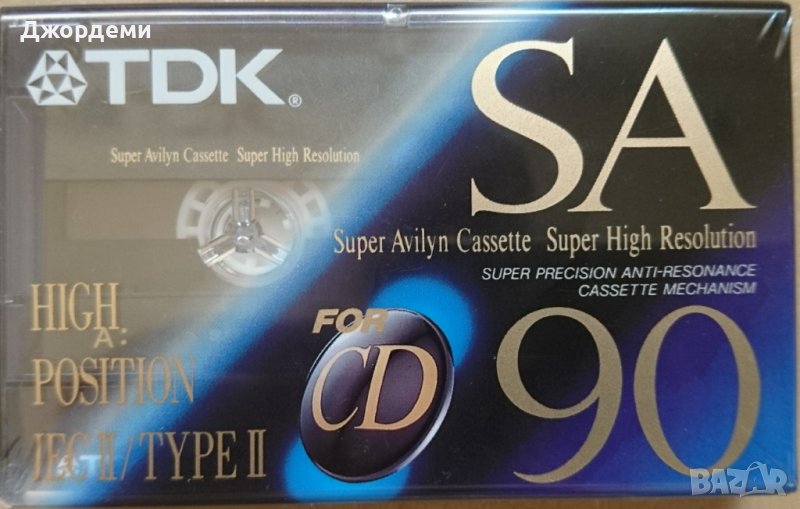 Джордеми
TDK®
SA
Super Avilyn Cassette Super High Resolution
Super Avilyn Cassette Super High Resolution
SUPER PRECISION ANTI-RESONANCE
CASSETTE MECHANISM
HIGH
A:
POSITION
IEC II/TYPE II
FOR
CD
90
BAZAR